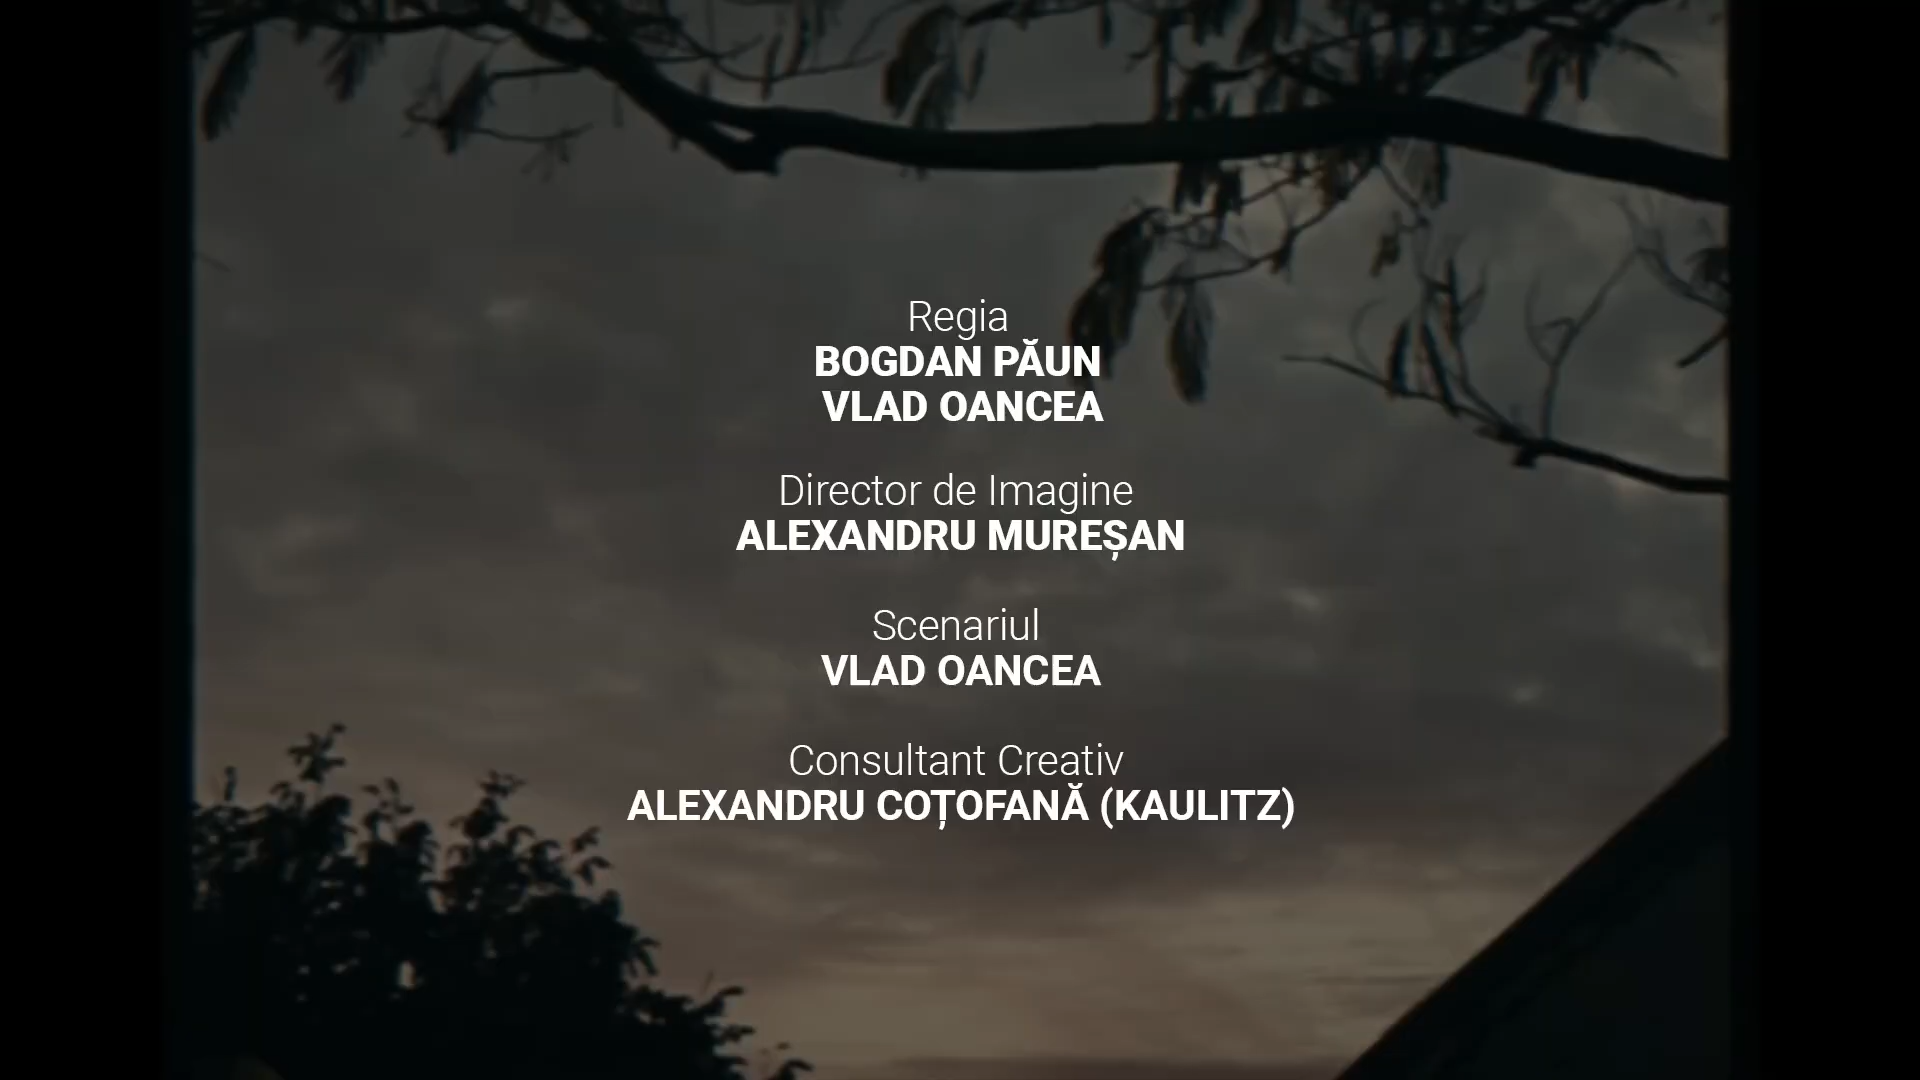 Regia
BOGDAN PĂUN
VLAD OANCEA
Director de Imagine
ALEXANDRU MUREȘAN
Scenariul
VLAD OANCEA
Consultant Creativ
ALEXANDRU COȚOFANĂ (KAULITZ)